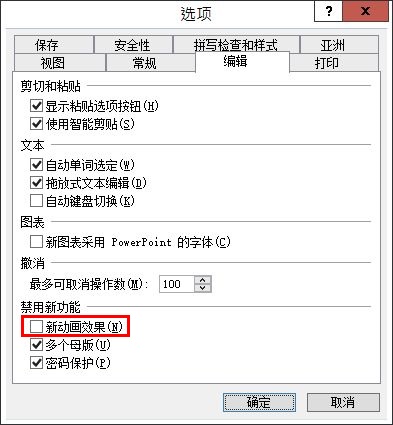 选项
? x
保存 安全性 拼写检查和样式 亚洲
视图 常规 编辑 打印
剪切和粘贴
显示粘贴选项按钮(H)
使用智能剪贴(S)
文本
自动单词选定(W)
拖放式文本编辑(D)
自动键盘切换(K)
图表
新图表采用 PowerPoint 的字体(C)
撤消
最多可取消操作数(M): 100
禁用新功能
新动画效果(N)
多个母版(U)
密码保护(P)
确定 取消